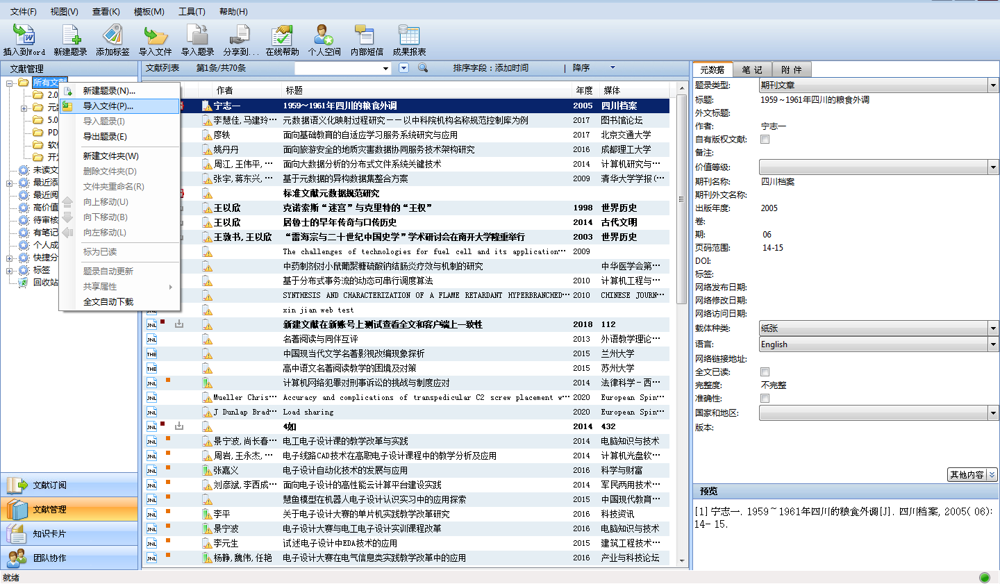 文件(F) 视图(V) 查看(K) 模板(M) 工具(T) 帮助(H)
插入到Word 新建题录 添加标签 导入文件 导入题录 分享到... 在线帮助 个人空间 内部短信 成果报表
文献管理
所有文献
2.0
元
5.0
PD
软
开
未读文
最近添
最近阅
高价值
待审核
有笔记
个人成
快捷分
标签
回收站
新建题录(N)...
导入文件(P)...
导入题录(I)
导出题录(E)
新建文件夹(W)
删除文件夹(D)
文件夹重命名(R)
向上移动(U)
向下移动(B)
向左移动(L)
标为已读
题录自动更新
共享属性
全文自动下载
文献订阅
文献管理
知识卡片
团队协作
就绪
文献列表 第1条/共70条 排序字段：添加时间 | 降序
作者 标题 年度 媒体
宁志一 1959～1961年四川的粮食外调 2005 四川档案
李慧佳, 马建玲... 元数据语义化映射过程研究——以中科院机构名称规范控制库为例 2017 图书馆论坛
廖轶 面向基础教育的自适应学习服务系统研究与应用 2017 北京交通大学
姚丹丹 面向旅游安全的地质灾害数据协同服务技术架构研究 2016 成都理工大学
周江, 王伟平, ... 面向大数据分析的分布式文件系统关键技术 2014 计算机研究与...
张宇, 蒋东兴, ... 基于元数据的异构数据集整合方案 2009 清华大学学报(...
标准文献元数据规范研究
王以欣 克诺索斯“迷宫”与克里特的“王权” 1998 世界历史
王以欣 居鲁士的早年传奇与口传历史 2014 古代文明
王敦书, 王以欣 “雷海宗与二十世纪中国史学”学术研讨会在南开大学隆重举行 2003 世界历史
The challenges of technologies for fuel cell and its application... 2009
中药制剂对小鼠葡聚糖硫酸钠结肠炎疗效与机制的研究 中华医学会第...
基于分布式事务流的动态可串行调度算法 2010 计算机工程与...
SYNTHESIS AND CHARACTERIZATION OF A FLAME RETARDANT HYPERBRANCHED... 2010 CHINESE JOURN...
xin jian web test
JNL 新建文献在新账号上测试查看全文和客户端上一致性 2018 112
JNL 名著阅读与同伴互评 2013 外语教学理论...
THE 中国现当代文学名著影视改编现象探析 2015 兰州大学
THE 高中语文名著阅读教学的困境及对策 2015 苏州大学
JNL 计算机网络犯罪对刑事诉讼的挑战与制度应对 2014 法律科学-西...
JNL Mueller Chris... Accuracy and complications of transpedicular C2 screw placement w... 2020 European Spin...
JNL J Dunlap Brad... Load sharing 2020 European Spin...
JNL 4如 2014 432
JNL 景宁波, 尚长春... 电工电子设计课的教学改革与实践 2014 电脑知识与技术
JNL 周岩, 王永杰, ... 电子线路CAD技术在高职电子设计课程中的教学分析及应用 2014 计算机光盘软...
JNL 张嘉义 电子设计自动化技术的发展与应用 2016 科学与财富
JNL 刘彦斌, 李西成... 面向电子设计的高性能云计算平台建设实践 2014 军民两用技术...
JNL 慧鱼模型在机器人电子设计认识实习中的应用探索 2015 中国现代教育...
JNL 李平 关于电子设计大赛的单片机实践教学改革研究 2016 科技资讯
JNL 景宁波 电子设计大赛与电工电子设计实训课程改革 2016 电脑知识与技术
JNL 李元生 试述电子设计中EDA技术的应用 2015 建筑工程技术...
JNL 杨静, 魏伟, 任艳 电子设计大赛在电气信息类实践教学改革中的应用 2016 产业与科技论坛
元数据 笔 记 附 件
题录类型: 期刊文章
标题: 1959～1961年四川的粮食外调
外文标题:
作者: 宁志一
自有版权文献:
备注:
价值等级:
期刊名称: 四川档案
期刊外文名称:
出版年度: 2005
卷:
期: 06
页码范围: 14-15
DOI:
标签:
网络发布日期:
网络修改日期:
网络访问日期:
载体种类: 纸张
语言: English
网络链接地址:
全文已读:
完整度: 不完整
准确性:
国家和地区:
版本:
其他内容
预览
[1] 宁志一. 1959～1961年四川的粮食外调[J]. 四川档案, 2005( 06):
14- 15.